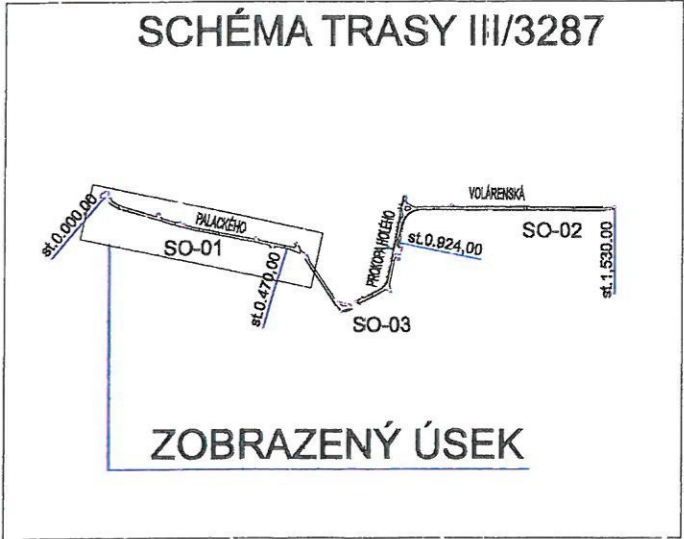 SCHÉMA TRASY III/3287
VOLÁRENSKÁ
PALACKÉHO
PROKOPA HOLÉHO
st.0.000,00
SO-01
SO-02
st.0.924,00
st.0.470,00
st.1,530.00
SO-03
ZOBRAZENÝ ÚSEK